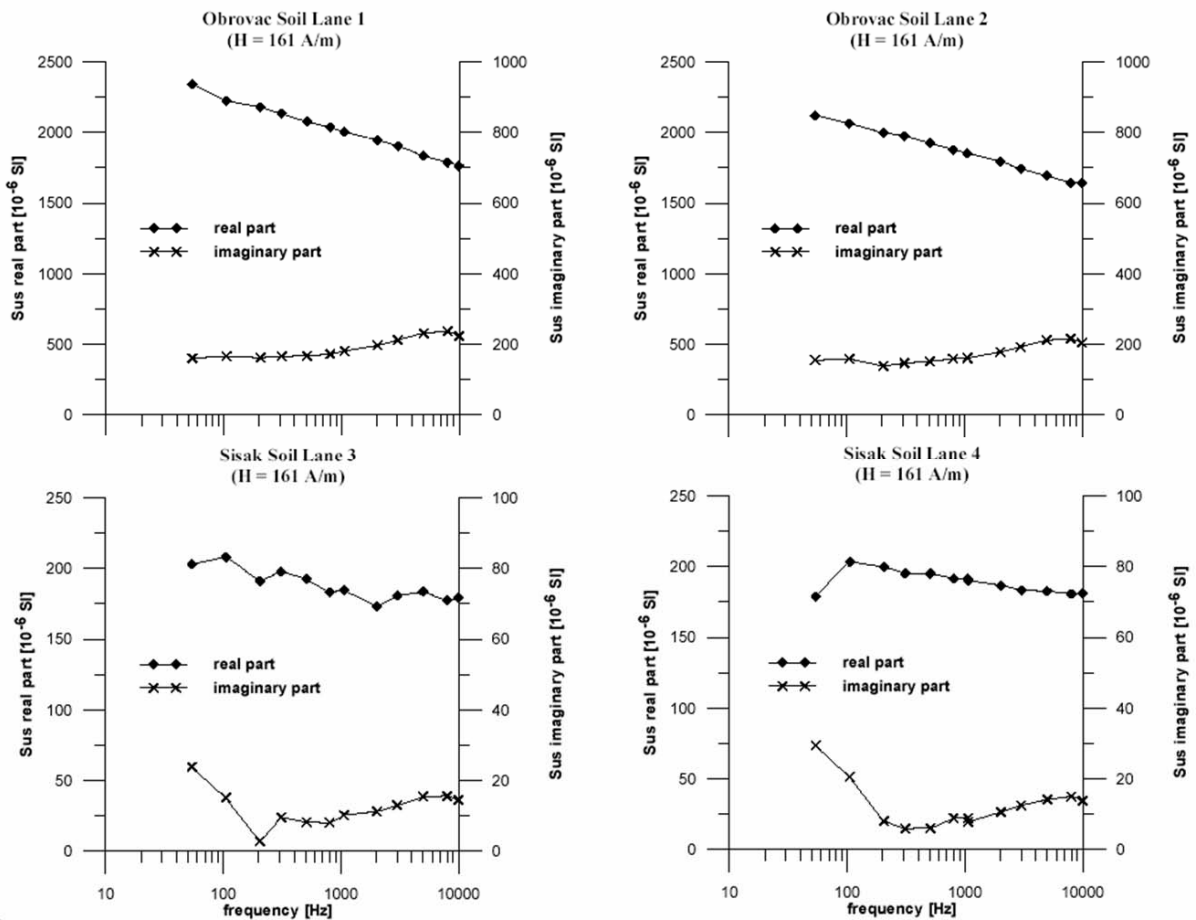 Obrovac Soil Lane 1
(H = 161 A/m)
2500
2000
1500
1000
500
0
Sus real part [10-6 SI]
real part
imaginary part
1000
800
600
400
200
0
Sus imaginary part [10-6 SI]
Obrovac Soil Lane 2
(H = 161 A/m)
2500
2000
1500
1000
500
0
Sus real part [10-6 SI]
real part
imaginary part
1000
800
600
400
200
0
Sus imaginary part [10-6 SI]
Sisak Soil Lane 3
(H = 161 A/m)
250
200
150
100
50
0
Sus real part [10-6 SI]
real part
imaginary part
100
80
60
40
20
0
Sus imaginary part [10-6 SI]
10 100 1000 10000
frequency [Hz]
Sisak Soil Lane 4
(H = 161 A/m)
250
200
150
100
50
0
Sus real part [10-6 SI]
real part
imaginary part
100
80
60
40
20
0
Sus imaginary part [10-6 SI]
10 100 1000 10000
frequency [Hz]